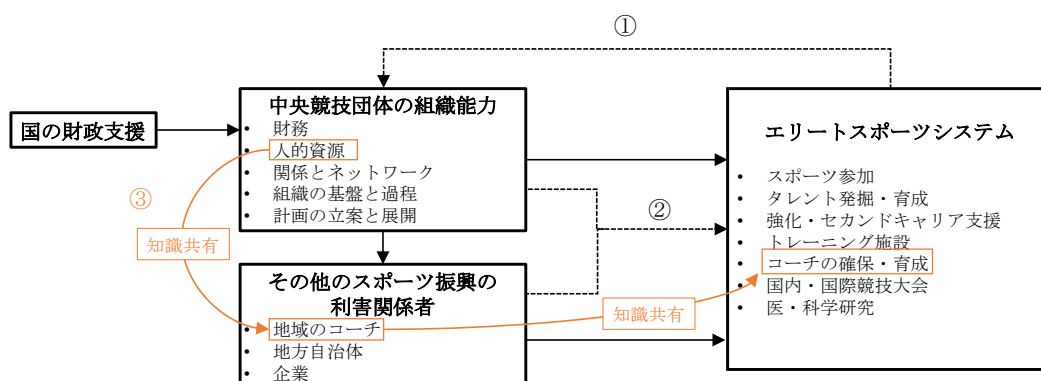 ①
中央競技団体の組織能力
国の財政支援
• 財務
• 人的資源
• 関係とネットワーク
• 組織の基盤と過程
• 計画の立案と展開
③
知識共有
その他のスポーツ振興の
利害関係者
• 地域のコーチ
• 地方自治体
• 企業
②
知識共有
エリートスポーツシステム
• スポーツ参加
• タレント発掘・育成
• 強化・セカンドキャリア支援
• トレーニング施設
• コーチの確保・育成
• 国内・国際競技大会
• 医・科学研究